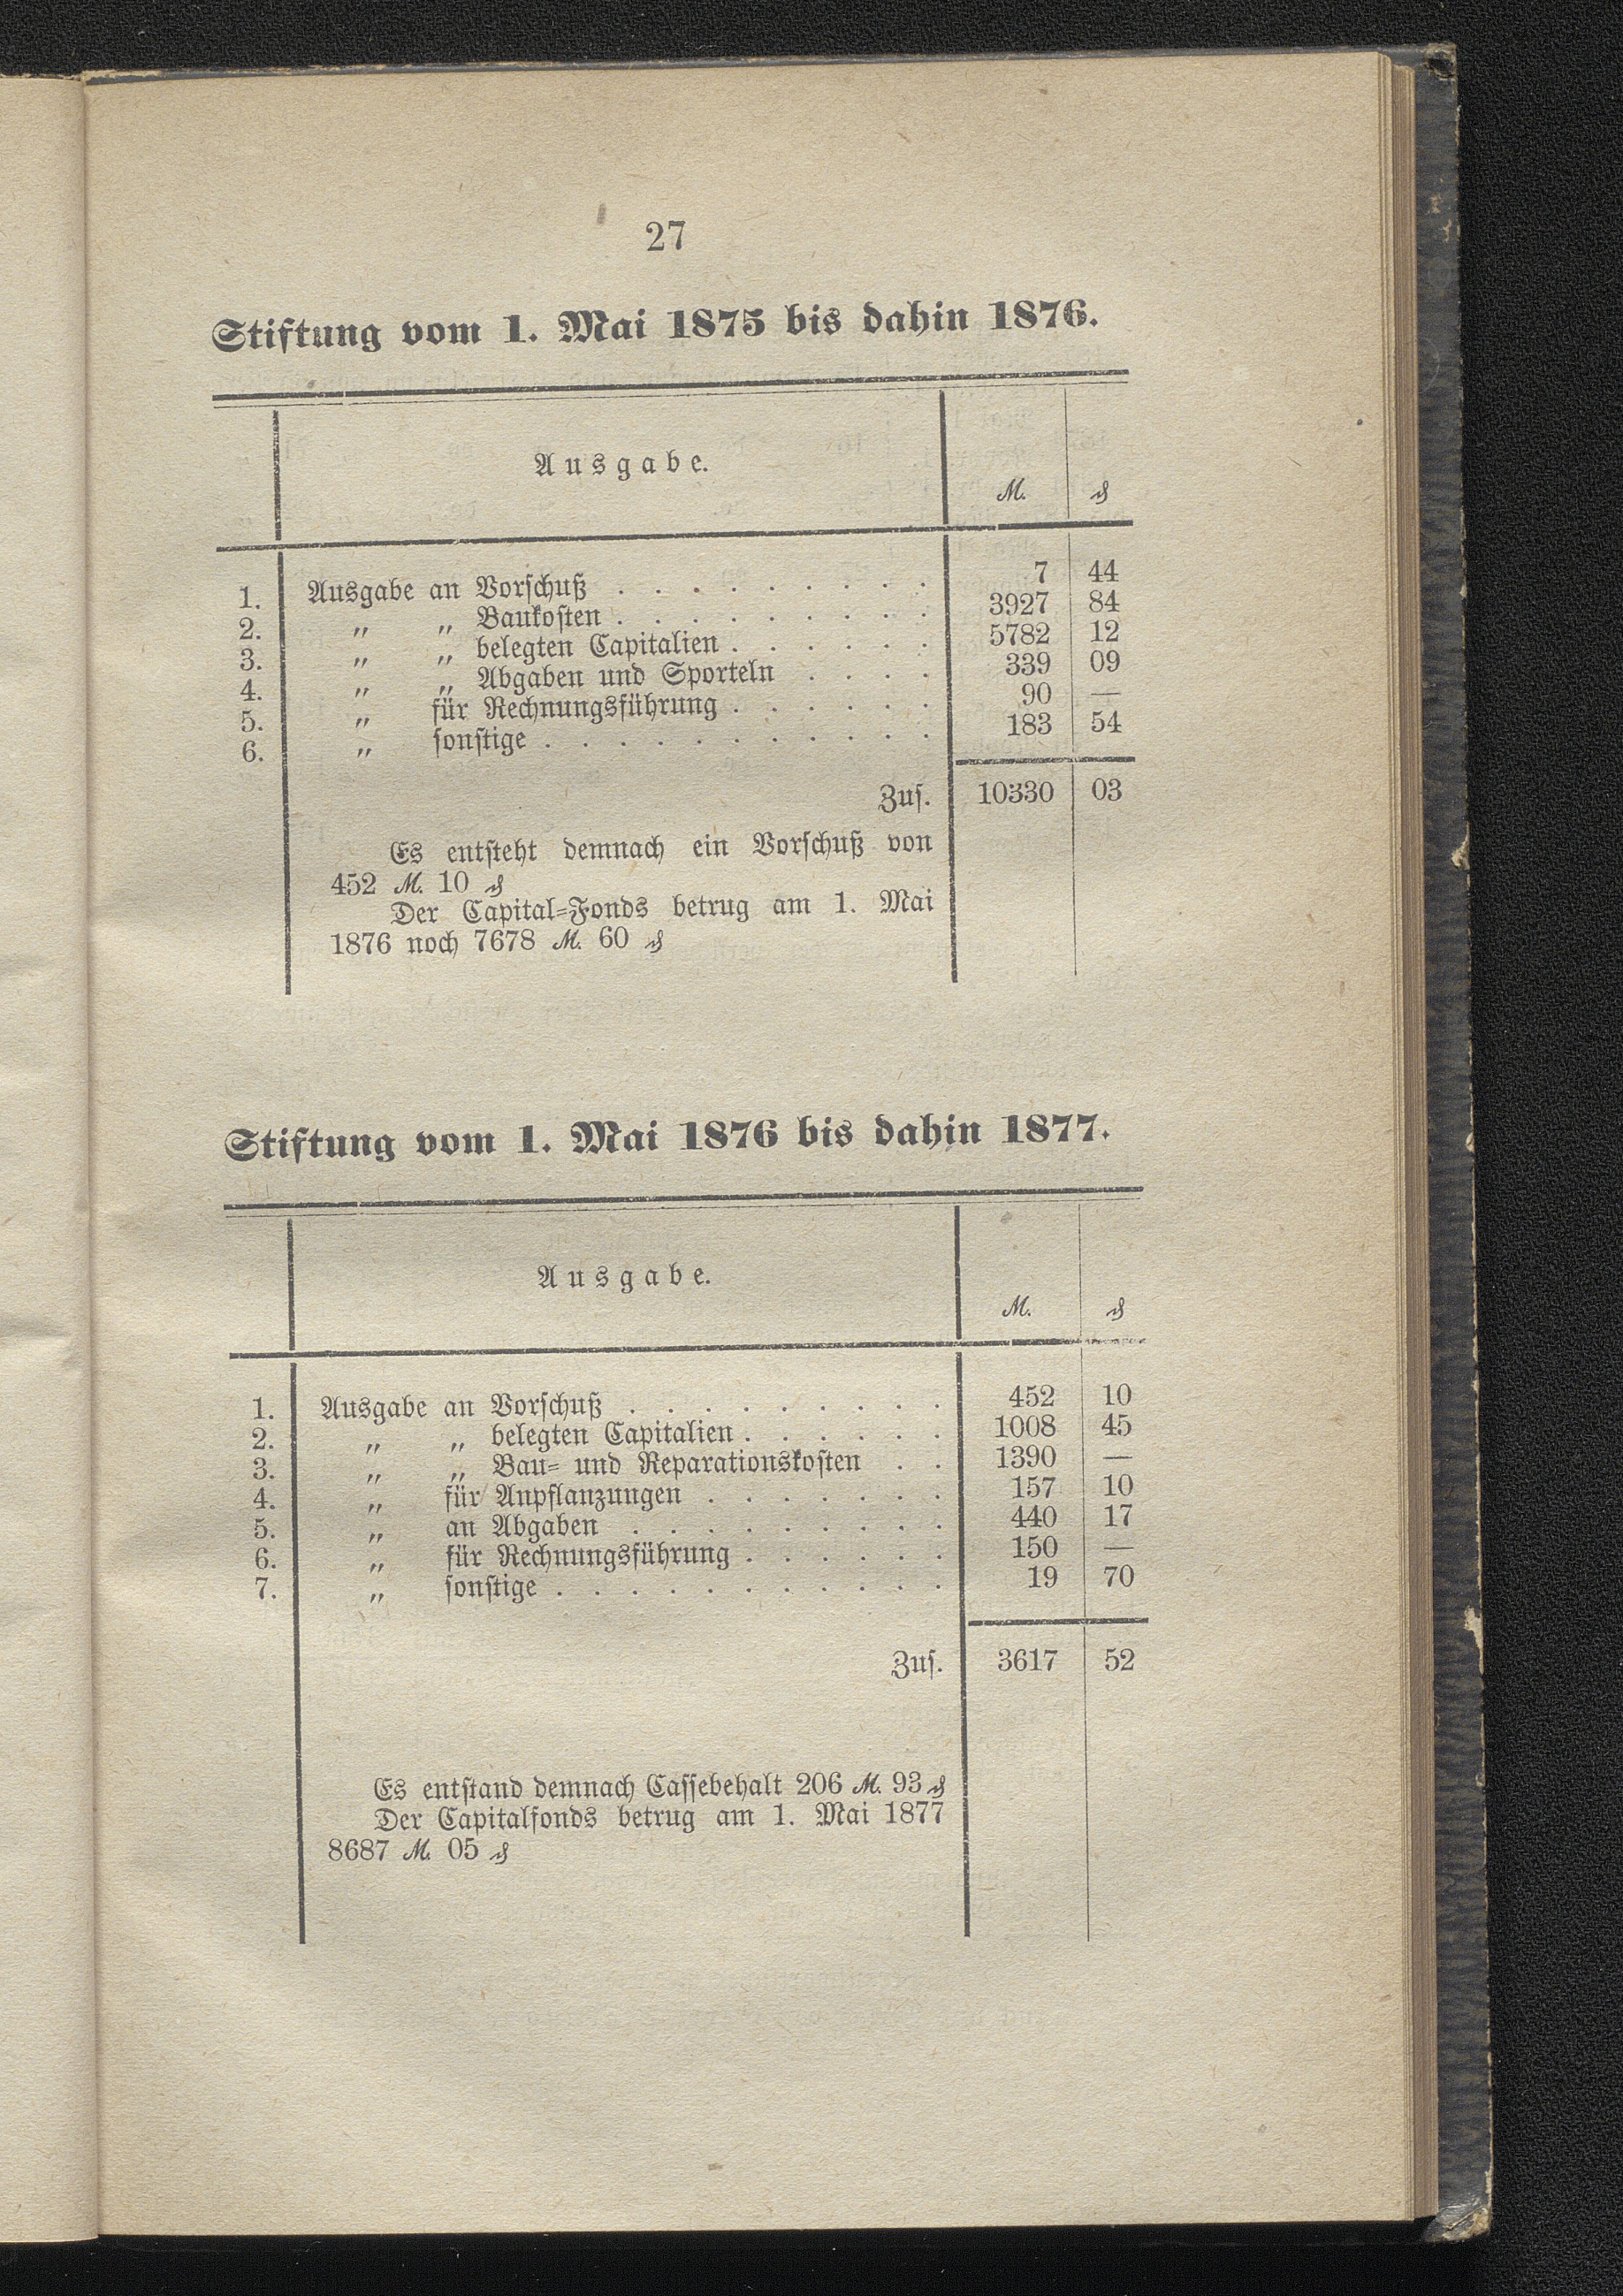 27
Stiftung vom 1. Mai 1875 bis dahin 1876.
Ausgabe. M. ₰
1. Ausgabe an Vorschuß . . . . . . . . . 7 44
2. „ „ Baukosten . . . . . . . . . 3927 84
3. „ „ belegten Capitalien . . . . . . 5782 12
4. „ „ Abgaben und Sporteln . . . . 339 09
5. „ für Rechnungsführung . . . . . . 90 —
6. „ sonstige . . . . . . . . . . . 183 54
Zus. 10330 03
Es entsteht demnach ein Vorschuß von
452 M. 10 ₰
Der Capital-Fonds betrug am 1. Mai
1876 noch 7678 M. 60 ₰
Stiftung vom 1. Mai 1876 bis dahin 1877.
Ausgabe. M. ₰
1. Ausgabe an Vorschuß . . . . . . . . . 452 10
2. „ „ belegten Capitalien . . . . . . 1008 45
3. „ „ Bau- und Reparationskosten . . 1390 —
4. „ für Anpflanzungen . . . . . . . 157 10
5. „ an Abgaben . . . . . . . . . 440 17
6. „ für Rechnungsführung . . . . . . 150 —
7. „ sonstige . . . . . . . . . . . 19 70
Zus. 3617 52
Es entstand demnach Cassebehalt 206 M. 93 ₰
Der Capitalfonds betrug am 1. Mai 1877
8687 M. 05 ₰